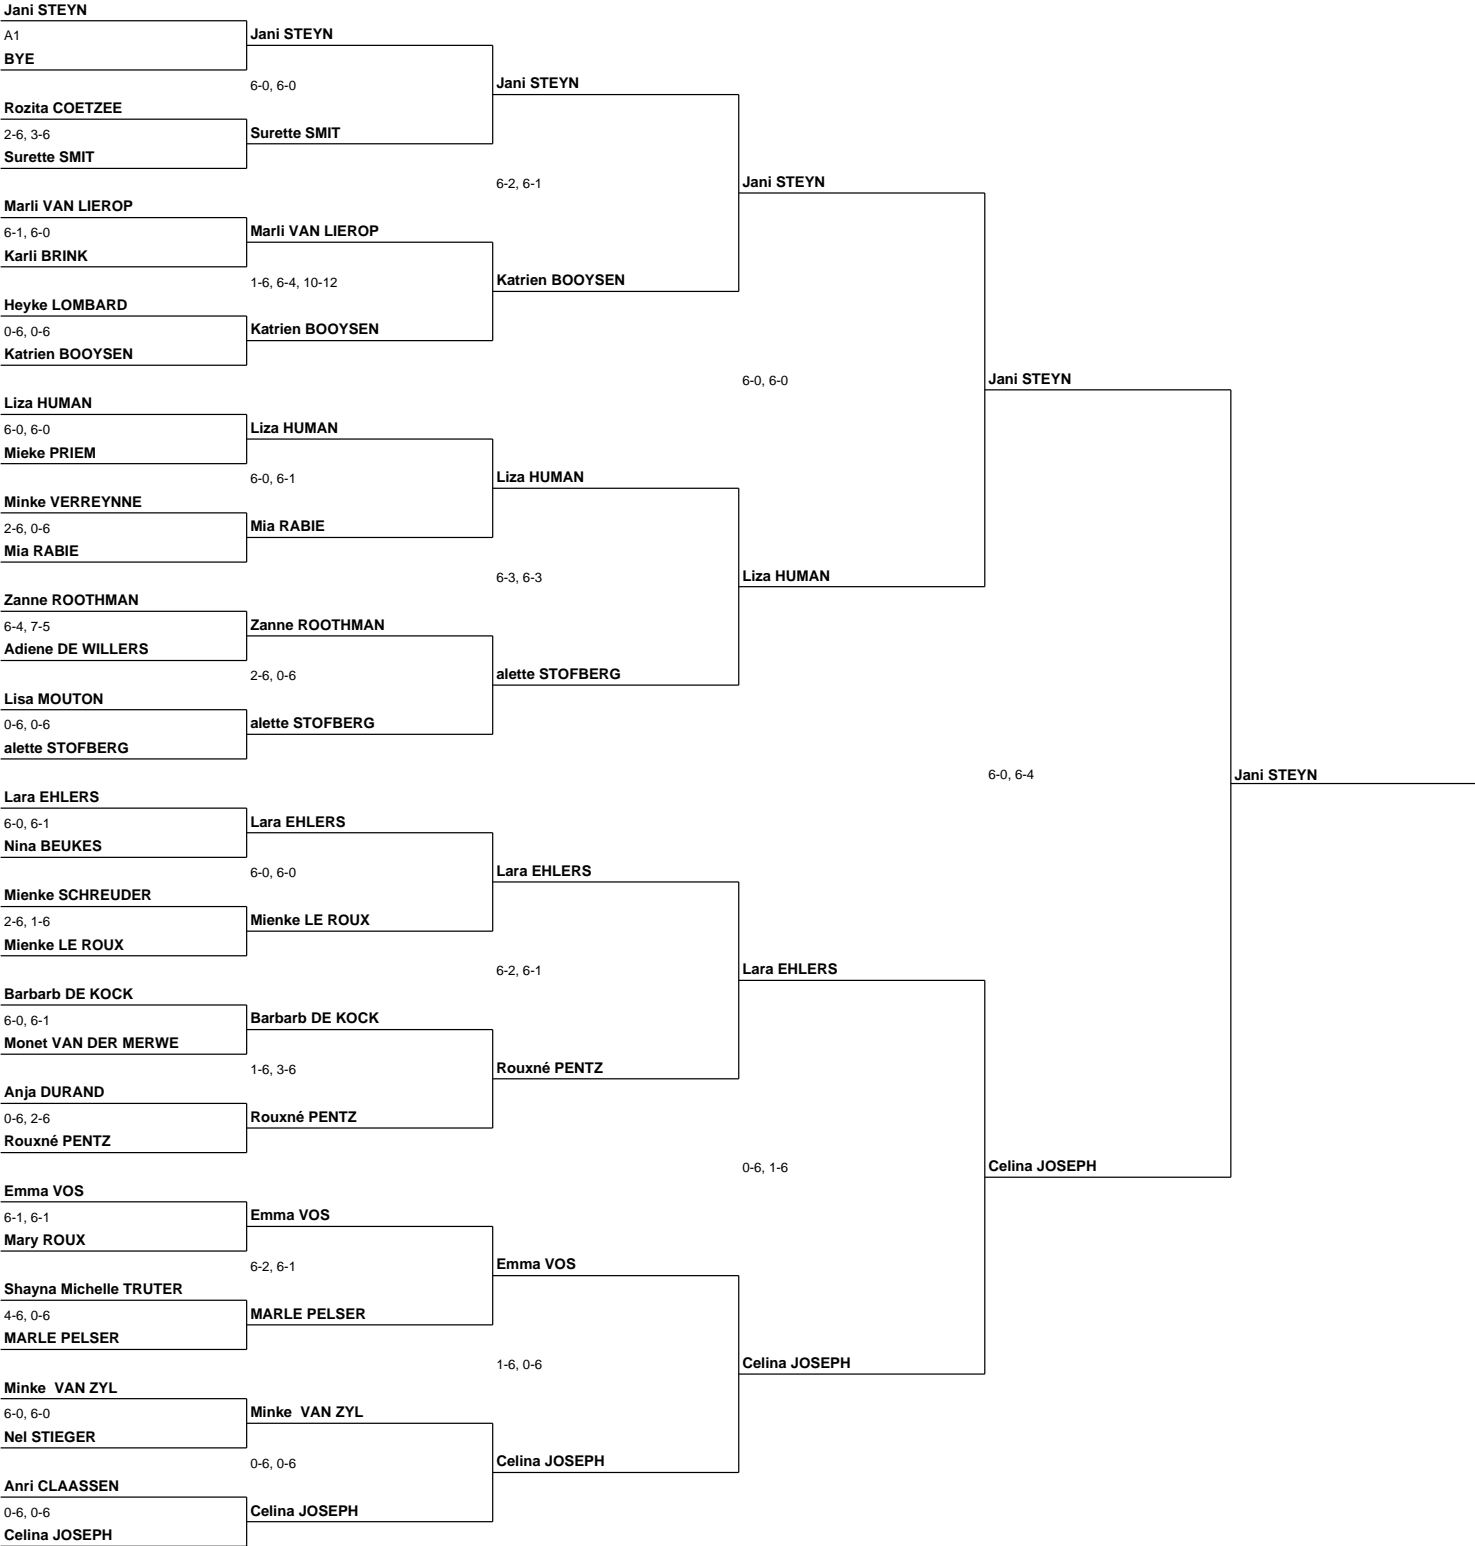 Jani STEYN
A1
BYE
Rozita COETZEE
2-6, 3-6
Surette SMIT
Marli VAN LIEROP
6-1, 6-0
Karli BRINK
Heyke LOMBARD
0-6, 0-6
Katrien BOOYSEN
Liza HUMAN
6-0, 6-0
Mieke PRIEM
Minke VERREYNNE
2-6, 0-6
Mia RABIE
Zanne ROOTHMAN
6-4, 7-5
Adiene DE WILLERS
Lisa MOUTON
0-6, 0-6
alette STOFBERG
Lara EHLERS
6-0, 6-1
Nina BEUKES
Mienke SCHREUDER
2-6, 1-6
Mienke LE ROUX
Barbarb DE KOCK
6-0, 6-1
Monet VAN DER MERWE
Anja DURAND
0-6, 2-6
Rouxné PENTZ
Emma VOS
6-1, 6-1
Mary ROUX
Shayna Michelle TRUTER
4-6, 0-6
MARLE PELSER
Minke  VAN ZYL
6-0, 6-0
Nel STIEGER
Anri CLAASSEN
0-6, 0-6
Celina JOSEPH
Jani STEYN
6-0, 6-0
Surette SMIT
Marli VAN LIEROP
1-6, 6-4, 10-12
Katrien BOOYSEN
Liza HUMAN
6-0, 6-1
Mia RABIE
Zanne ROOTHMAN
2-6, 0-6
alette STOFBERG
Lara EHLERS
6-0, 6-0
Mienke LE ROUX
Barbarb DE KOCK
1-6, 3-6
Rouxné PENTZ
Emma VOS
6-2, 6-1
MARLE PELSER
Minke  VAN ZYL
0-6, 0-6
Celina JOSEPH
Jani STEYN
6-2, 6-1
Katrien BOOYSEN
Liza HUMAN
6-3, 6-3
alette STOFBERG
Lara EHLERS
6-2, 6-1
Rouxné PENTZ
Emma VOS
1-6, 0-6
Celina JOSEPH
Jani STEYN
6-0, 6-0
Liza HUMAN
Lara EHLERS
0-6, 1-6
Celina JOSEPH
Jani STEYN
6-0, 6-4
Celina JOSEPH
Jani STEYN